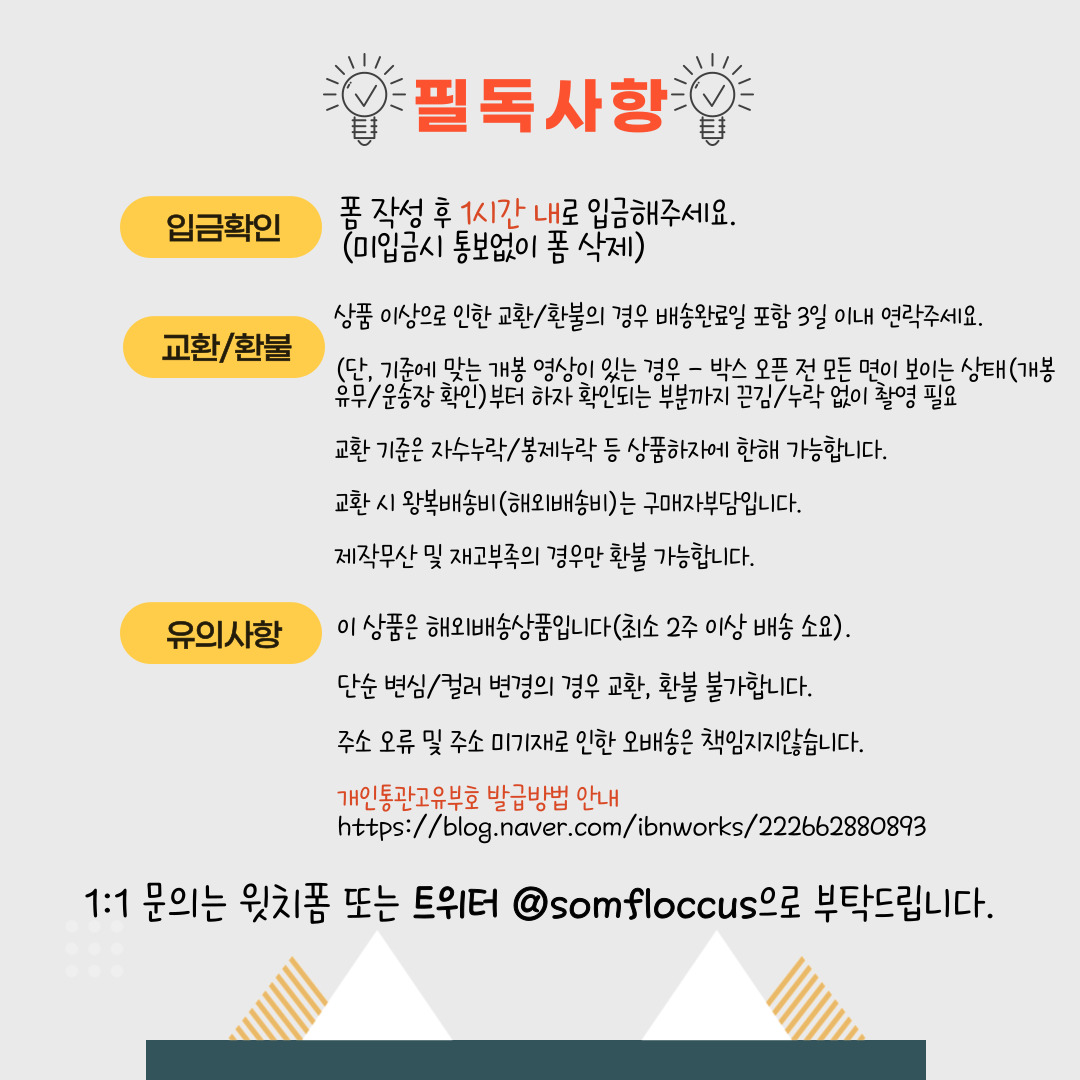 필독사항
입금확인
폼 작성 후 1시간 내로 입금해주세요.
(미입금시 통보없이 폼 삭제)
교환/환불
상품 이상으로 인한 교환/환불의 경우 배송완료일 포함 3일 이내 연락주세요.
(단, 기준에 맞는 개봉 영상이 있는 경우 - 박스 오픈 전 모든 면이 보이는 상태(개봉
유무/운송장 확인)부터 하자 확인되는 부분까지 끈김/누락 없이 촬영 필요
교환 기준은 자수누락/봉제누락 등 상품하자에 한해 가능합니다.
교환 시 왕복배송비(해외배송비)는 구매자부담입니다.
제작무산 및 재고부족의 경우만 환불 가능합니다.
유의사항
이 상품은 해외배송상품입니다(최소 2주 이상 배송 소요).
단순 변심/컬러 변경의 경우 교환, 환불 불가합니다.
주소 오류 및 주소 미기재로 인한 오배송은 책임지지않습니다.
개인통관고유부호 발급방법 안내
https://blog.naver.com/ibnworks/222662880893
1:1 문의는 윗치폼 또는 트위터 @somfloccus으로 부탁드립니다.